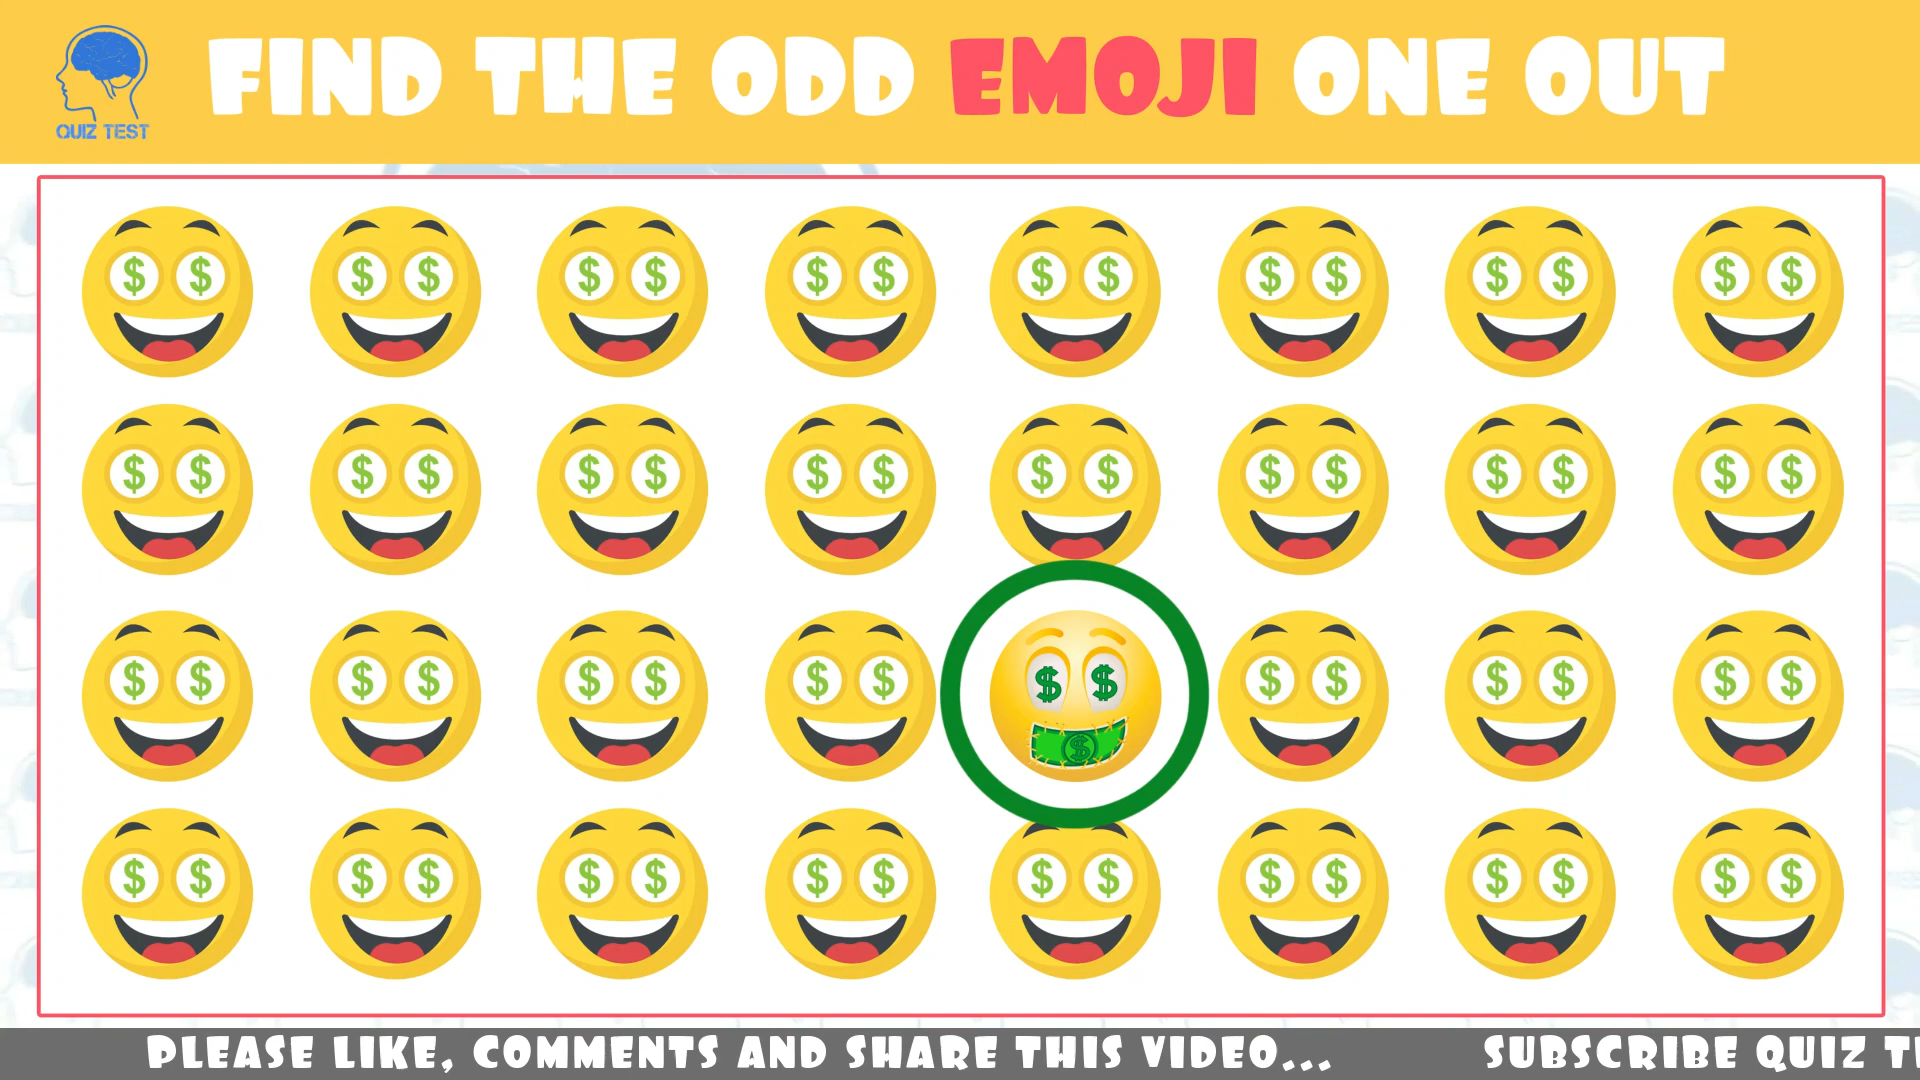 QUIZ TEST
FIND THE ODD EMOJI ONE OUT
$ $ $ $ $ $ $ $ $ $ $ $ $ $ $ $
$ $ $ $ $ $ $ $ $ $ $ $ $ $ $ $
$ $ $ $ $ $ $ $ $ $ $ $ $ $ $ $
$
$ $ $ $ $ $ $ $ $ $ $ $ $ $ $ $
PLEASE LIKE, COMMENTS AND SHARE THIS VIDEO... SUBSCRIBE QUIZ